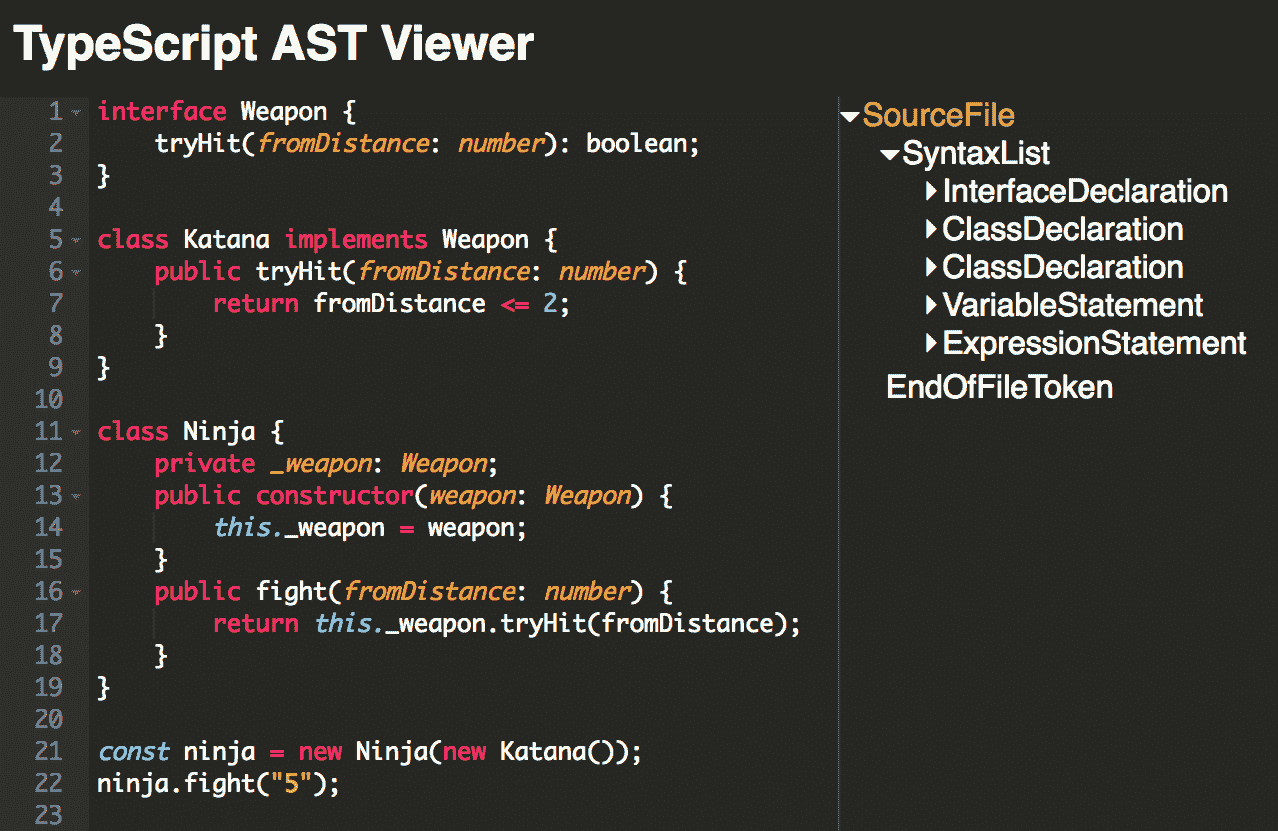 TypeScript AST Viewer
1 interface Weapon {
2     tryHit(fromDistance: number): boolean;
3 }
4
5 class Katana implements Weapon {
6     public tryHit(fromDistance: number) {
7         return fromDistance <= 2;
8     }
9 }
10
11 class Ninja {
12     private _weapon: Weapon;
13     public constructor(weapon: Weapon) {
14         this._weapon = weapon;
15     }
16     public fight(fromDistance: number) {
17         return this._weapon.tryHit(fromDistance);
18     }
19 }
20
21 const ninja = new Ninja(new Katana());
22 ninja.fight("5");
23
SourceFile
SyntaxList
InterfaceDeclaration
ClassDeclaration
ClassDeclaration
VariableStatement
ExpressionStatement
EndOfFileToken